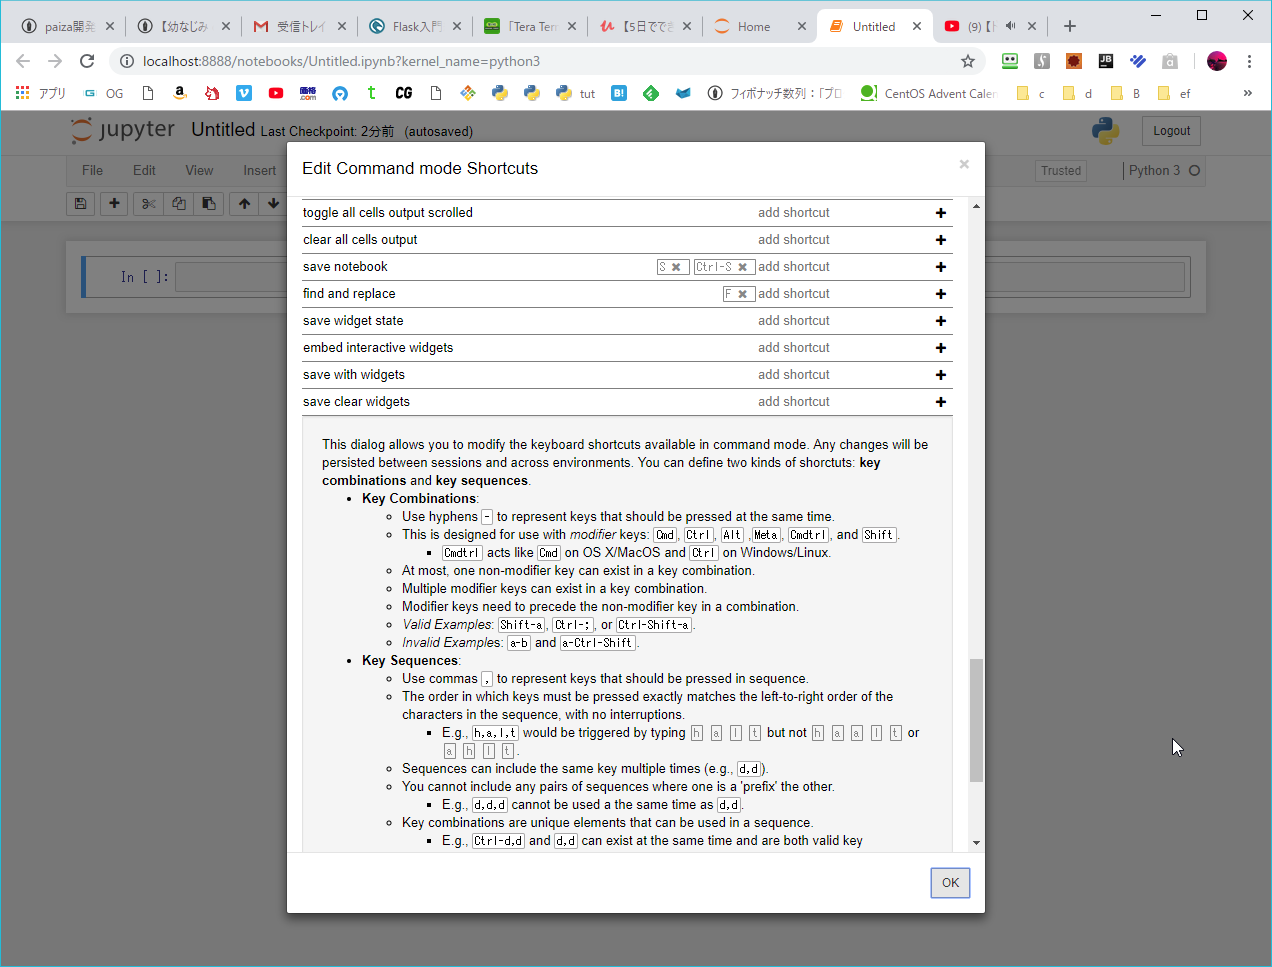 paiza開発
【幼なじみ
受信トレイ
Flask入門
「Tera Ten
【5日ででき
Home
Untitled
(9)【
localhost:8888/notebooks/Untitled.ipynb?kernel_name=python3
アプリ
OG
価格.com
CG
tut
B!
フィボナッチ数列：「プロ
CentOS Advent Caler
c
d
B
ef
»
jupyter Untitled Last Checkpoint: 2分前 (autosaved)
Logout
File Edit View Insert
Trusted
Python 3
In [ ]:
Edit Command mode Shortcuts
toggle all cells output scrolled add shortcut
clear all cells output add shortcut
save notebook S Ctrl-S add shortcut
find and replace F add shortcut
save widget state add shortcut
embed interactive widgets add shortcut
save with widgets add shortcut
save clear widgets add shortcut
This dialog allows you to modify the keyboard shortcuts available in command mode. Any changes will be
persisted between sessions and across environments. You can define two kinds of shorctuts: key
combinations and key sequences.
Key Combinations:
Use hyphens - to represent keys that should be pressed at the same time.
This is designed for use with modifier keys: Cmd, Ctrl, Alt ,Meta, Cmdtrl, and Shift.
Cmdtrl acts like Cmd on OS X/MacOS and Ctrl on Windows/Linux.
At most, one non-modifier key can exist in a key combination.
Multiple modifier keys can exist in a key combination.
Modifier keys need to precede the non-modifier key in a combination.
Valid Examples: Shift-a, Ctrl-;, or Ctrl-Shift-a.
Invalid Examples: a-b and a-Ctrl-Shift.
Key Sequences:
Use commas , to represent keys that should be pressed in sequence.
The order in which keys must be pressed exactly matches the left-to-right order of the
characters in the sequence, with no interruptions.
E.g., h,a,l,t would be triggered by typing h a l t but not h a a l t or
a h l t .
Sequences can include the same key multiple times (e.g., d,d).
You cannot include any pairs of sequences where one is a 'prefix' the other.
E.g., d,d,d cannot be used a the same time as d,d.
Key combinations are unique elements that can be used in a sequence.
E.g., Ctrl-d,d and d,d can exist at the same time and are both valid key
OK